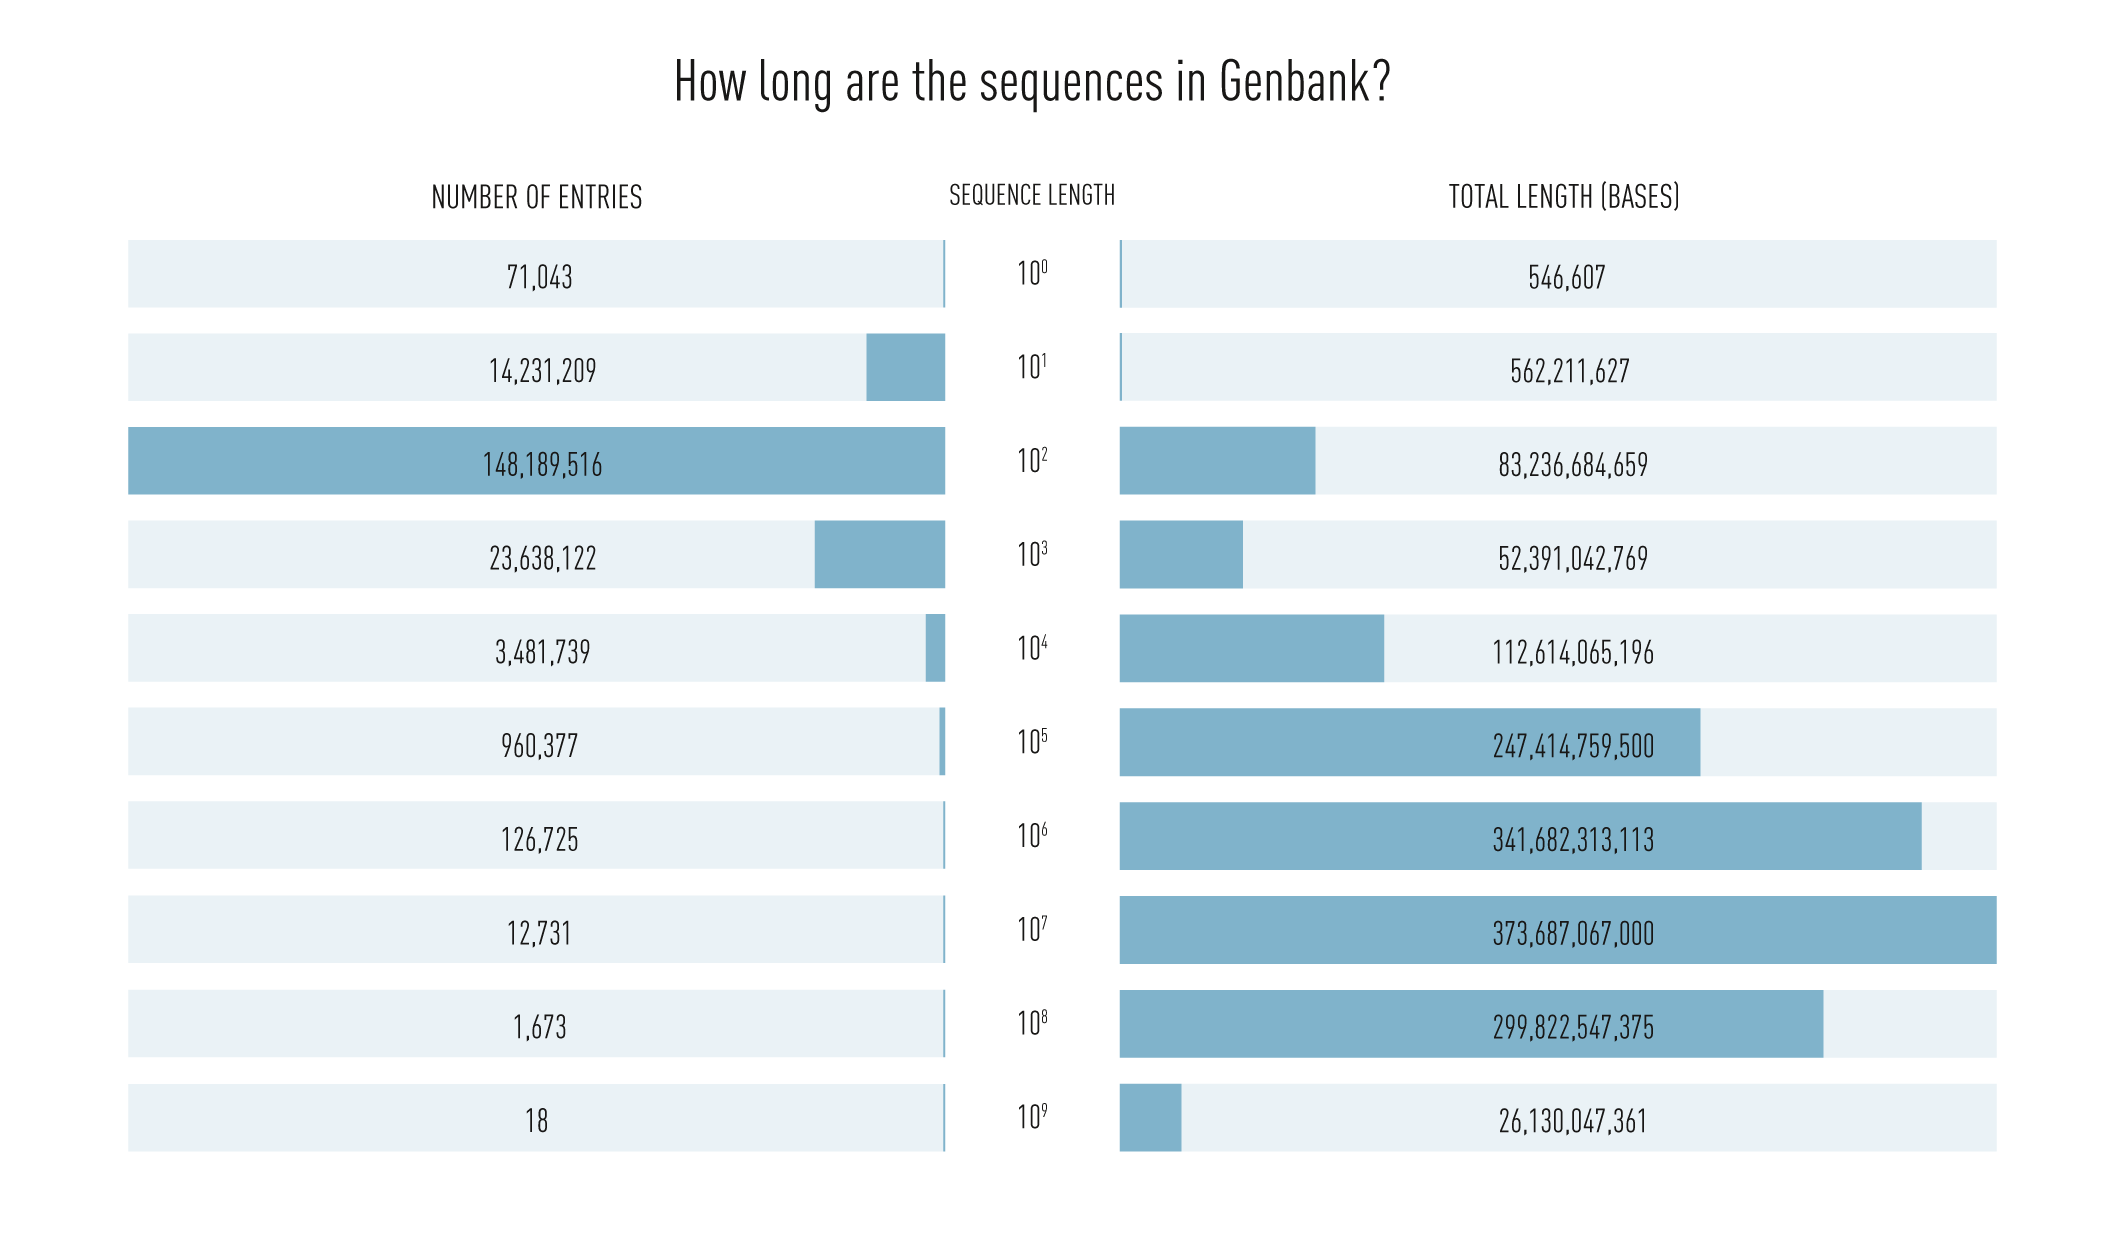 How long are the sequences in Genbank?
NUMBER OF ENTRIES SEQUENCE LENGTH TOTAL LENGTH (BASES)
71,043 10⁰ 546,607
14,231,209 10¹ 562,211,627
148,189,516 10² 83,236,684,659
23,638,122 10³ 52,391,042,769
3,481,739 10⁴ 112,614,065,196
960,377 10⁵ 247,414,759,500
126,725 10⁶ 341,682,313,113
12,731 10⁷ 373,687,067,000
1,673 10⁸ 299,822,547,375
18 10⁹ 26,130,047,361